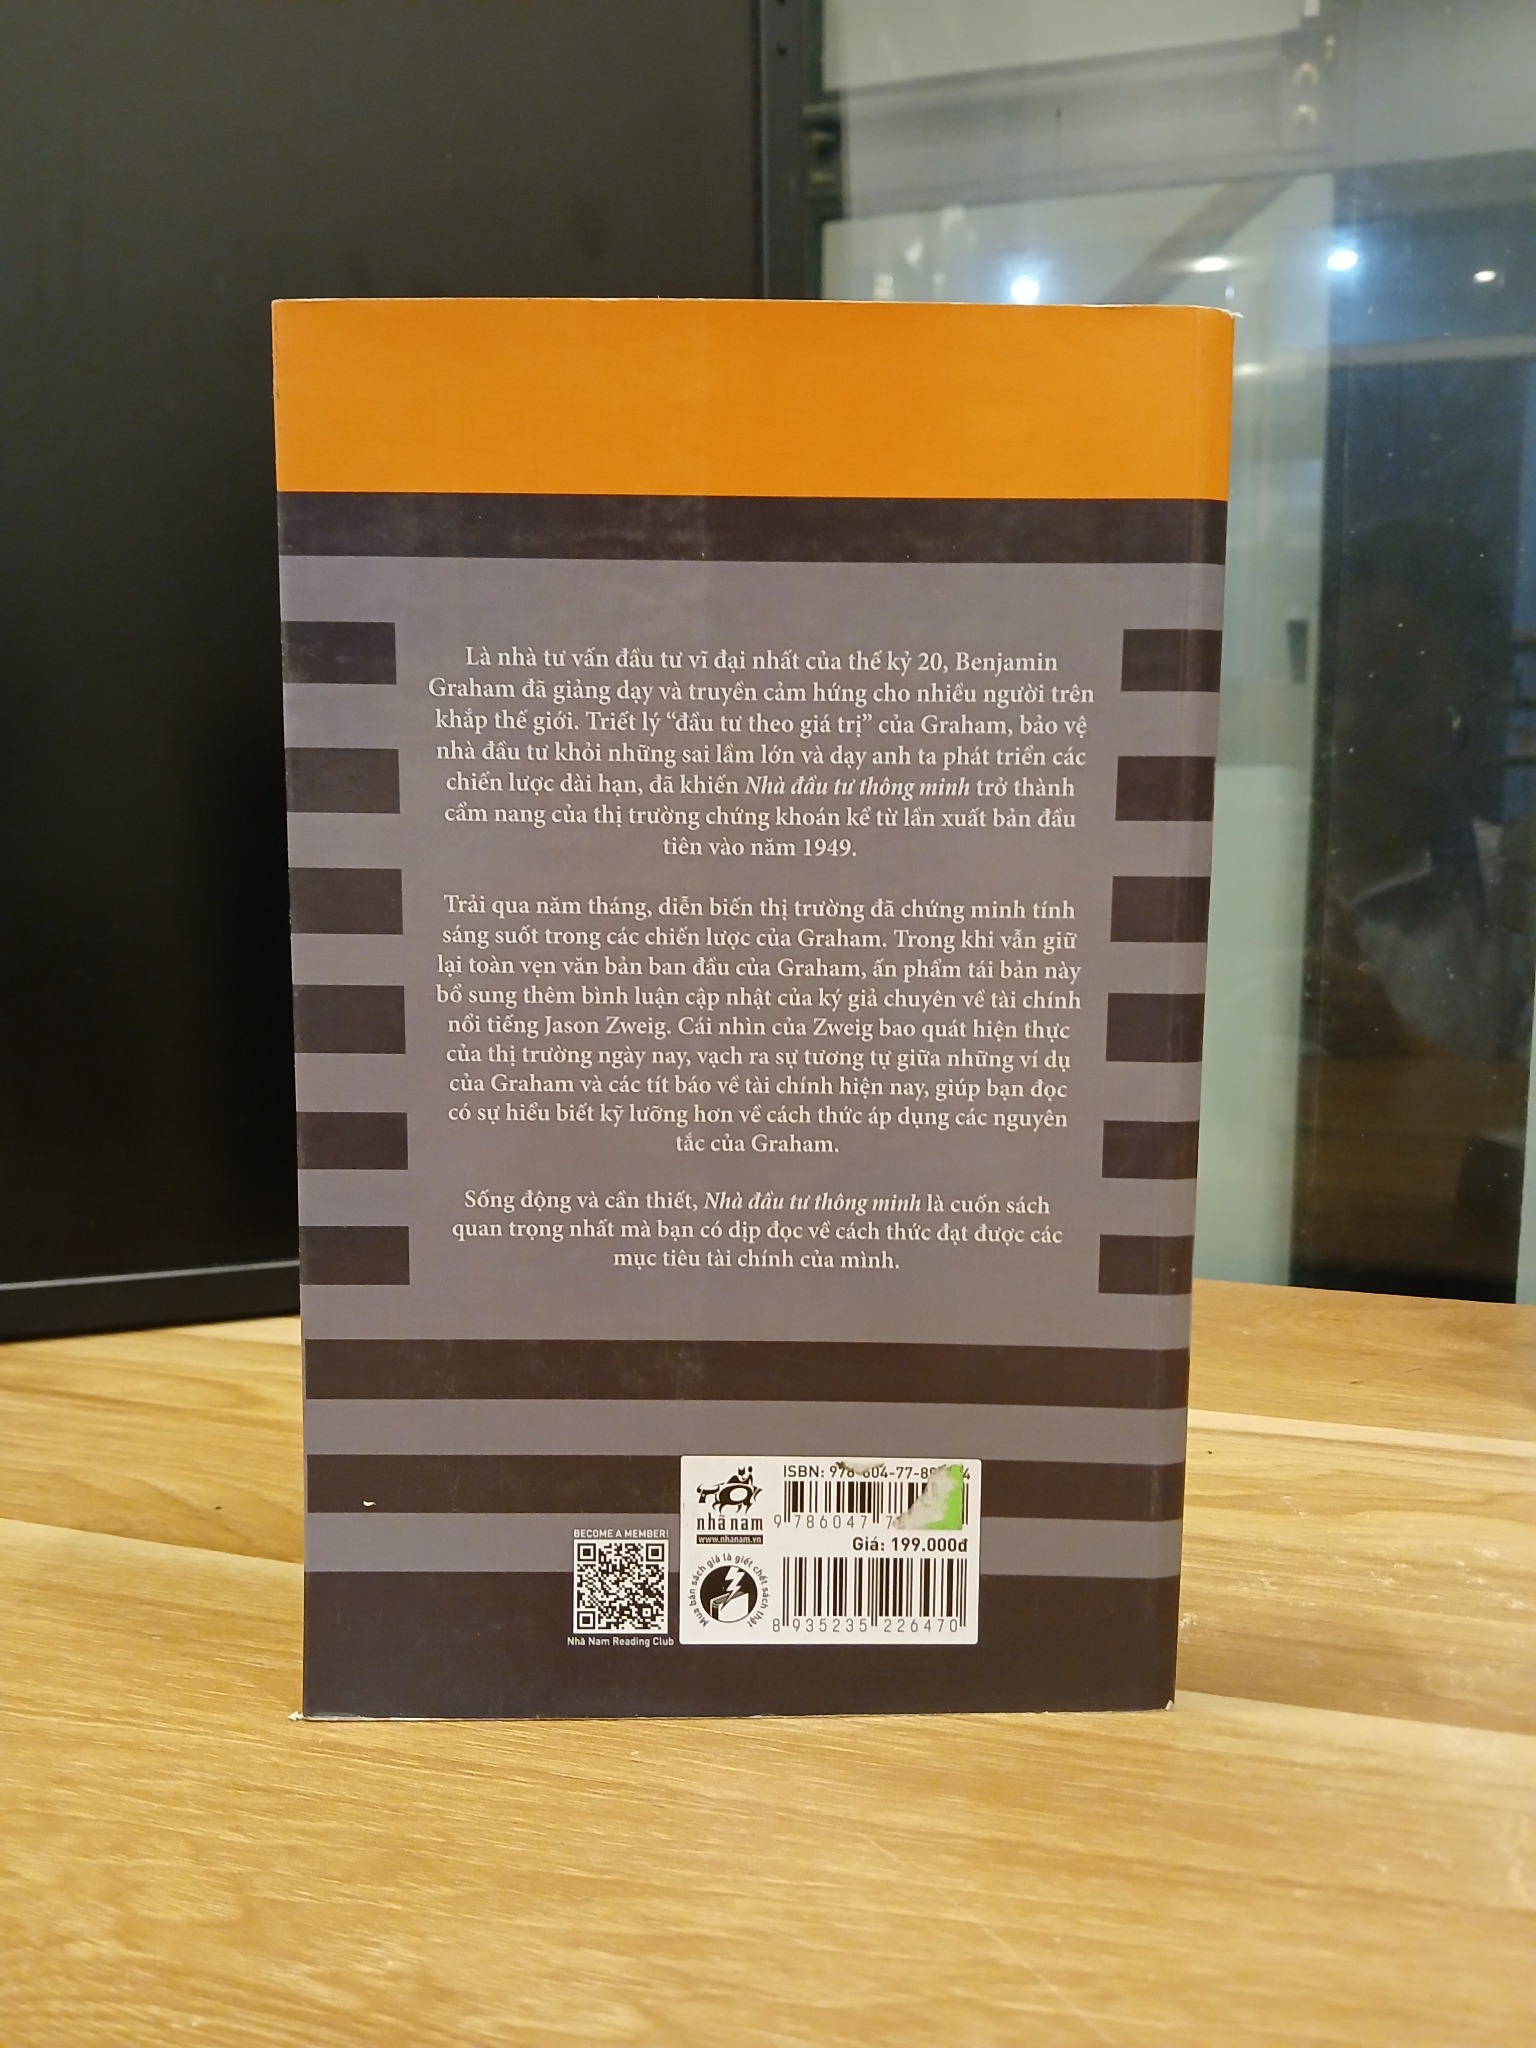 Là nhà tư vấn đầu tư vĩ đại nhất của thế kỷ 20, Benjamin
Graham đã giảng dạy và truyền cảm hứng cho nhiều người trên
khắp thế giới. Triết lý “đầu tư theo giá trị” của Graham, bảo vệ
nhà đầu tư khỏi những sai lầm lớn và dạy anh ta phát triển các
chiến lược dài hạn, đã khiến Nhà đầu tư thông minh trở thành
cẩm nang của thị trường chứng khoán kể từ lần xuất bản đầu
tiên vào năm 1949.
Trải qua năm tháng, diễn biến thị trường đã chứng minh tính
sáng suốt trong các chiến lược của Graham. Trong khi vẫn giữ
lại toàn vẹn văn bản ban đầu của Graham, ấn phẩm tái bản này
bổ sung thêm bình luận cập nhật của ký giả chuyên về tài chính
nổi tiếng Jason Zweig. Cái nhìn của Zweig bao quát hiện thực
của thị trường ngày nay, vạch ra sự tương tự giữa những ví dụ
của Graham và các tít báo về tài chính hiện nay, giúp bạn đọc
có sự hiểu biết kỹ lưỡng hơn về cách thức áp dụng các nguyên
tắc của Graham.
Sống động và cần thiết, Nhà đầu tư thông minh là cuốn sách
quan trọng nhất mà bạn có dịp đọc về cách thức đạt được các
mục tiêu tài chính của mình.
BECOME A MEMBER!
Nhà Nam Reading Club
nhã nam
www.nhanam.vn
Mua bán sách giả là giết chết sách thật
ISBN:
9 786047
Giá: 199.000đ
8 935235 226470